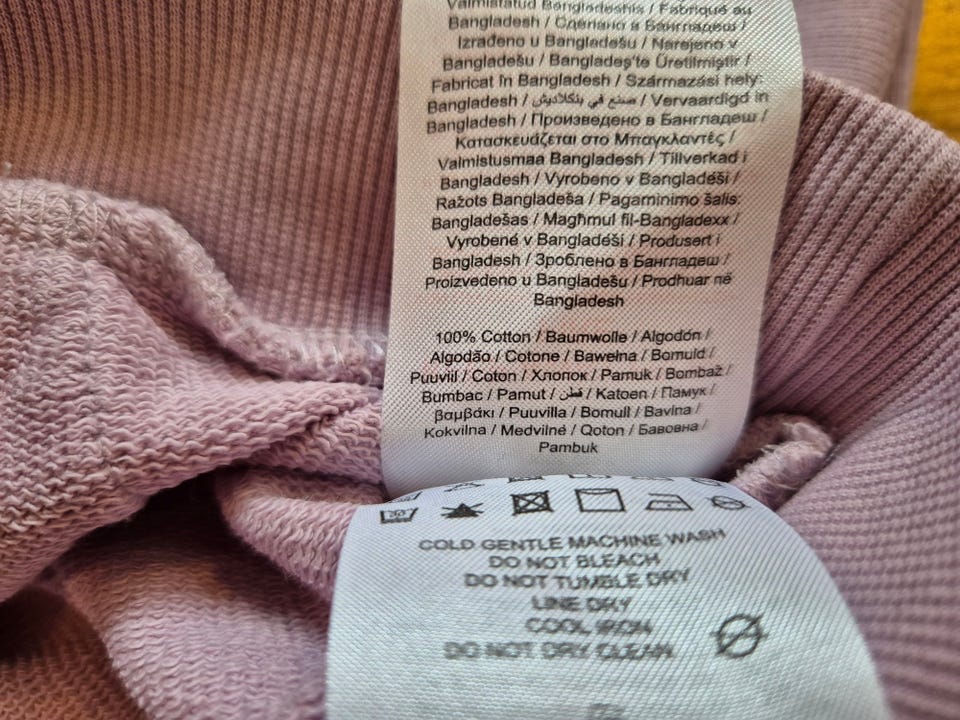 Valmistatud Bangladeshis / Fabriqué au
Bangladesh / Сделано в Бангладеш /
Izrađeno u Bangladešu / Narejeno v
Bangladešu / Bangladeş'te Üretilmiştir /
Fabricat în Bangladesh / Származási hely:
Bangladesh / صنع في بنكلاديش / Vervaardigd in
Bangladesh / Произведено в Бангладеш /
Κατασκευάζεται στο Μπαγκλαντές /
Valmistusmaa Bangladesh / Tillverkad i
Bangladesh / Vyrobeno v Bangladéši /
Ražots Bangladeša / Pagaminimo šalis:
Bangladešas / Magħmul fil-Bangladexx /
Vyrobené v Bangladéši / Produsert i
Bangladesh / Зроблено в Бангладеш /
Proizvedeno u Bangladešu / Prodhuar në
Bangladesh
100% Cotton / Baumwolle / Algodón /
Algodão / Cotone / Bawełna / Bomuld /
Puuvill / Coton / Хлопок / Pamuk / Bombaž /
Bumbac / Pamut / قطن / Katoen / Памук /
βαμβάκι / Puuvilla / Bomull / Bavlna /
Kokvilna / Medvilnė / Qoton / Бавовна /
Pambuk
30
COLD GENTLE MACHINE WASH
DO NOT BLEACH
DO NOT TUMBLE DRY
LINE DRY
COOL IRON
DO NOT DRY CLEAN